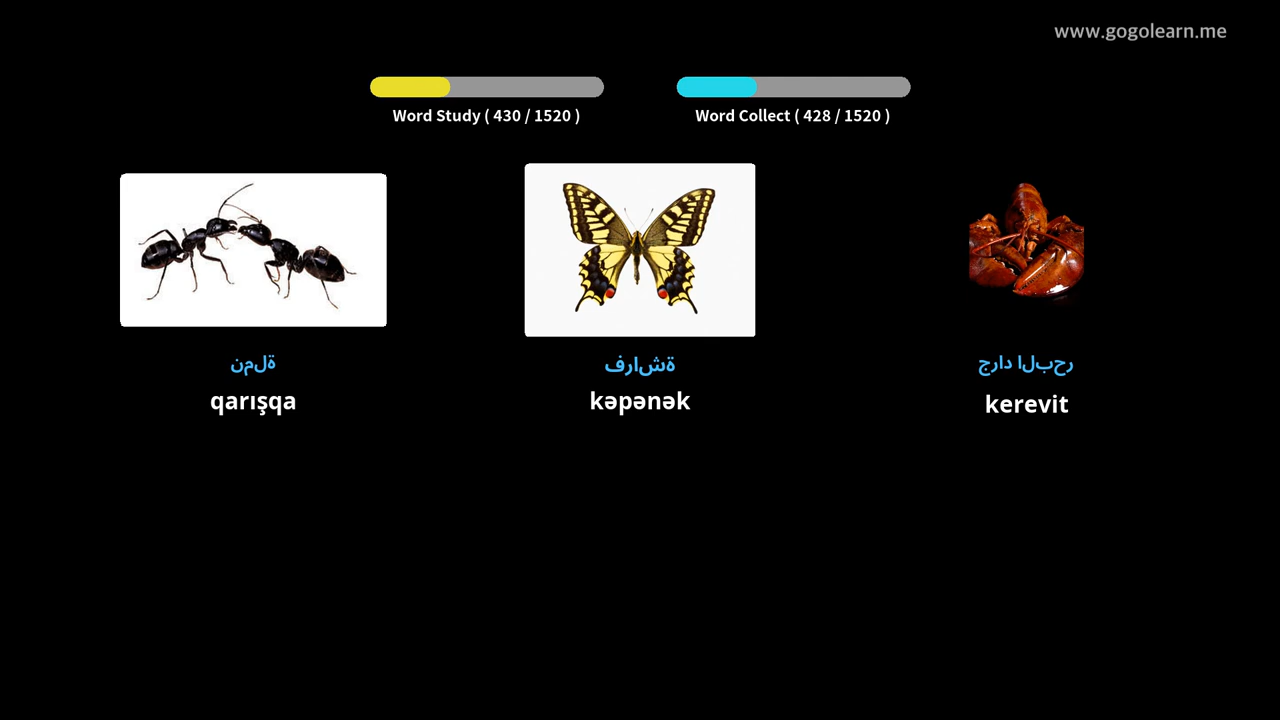 www.gogolearn.me
Word Study ( 430 / 1520 )
Word Collect ( 428 / 1520 )
نملة
فراشة
جراد البحر
qarışqa
kəpənək
kerevit